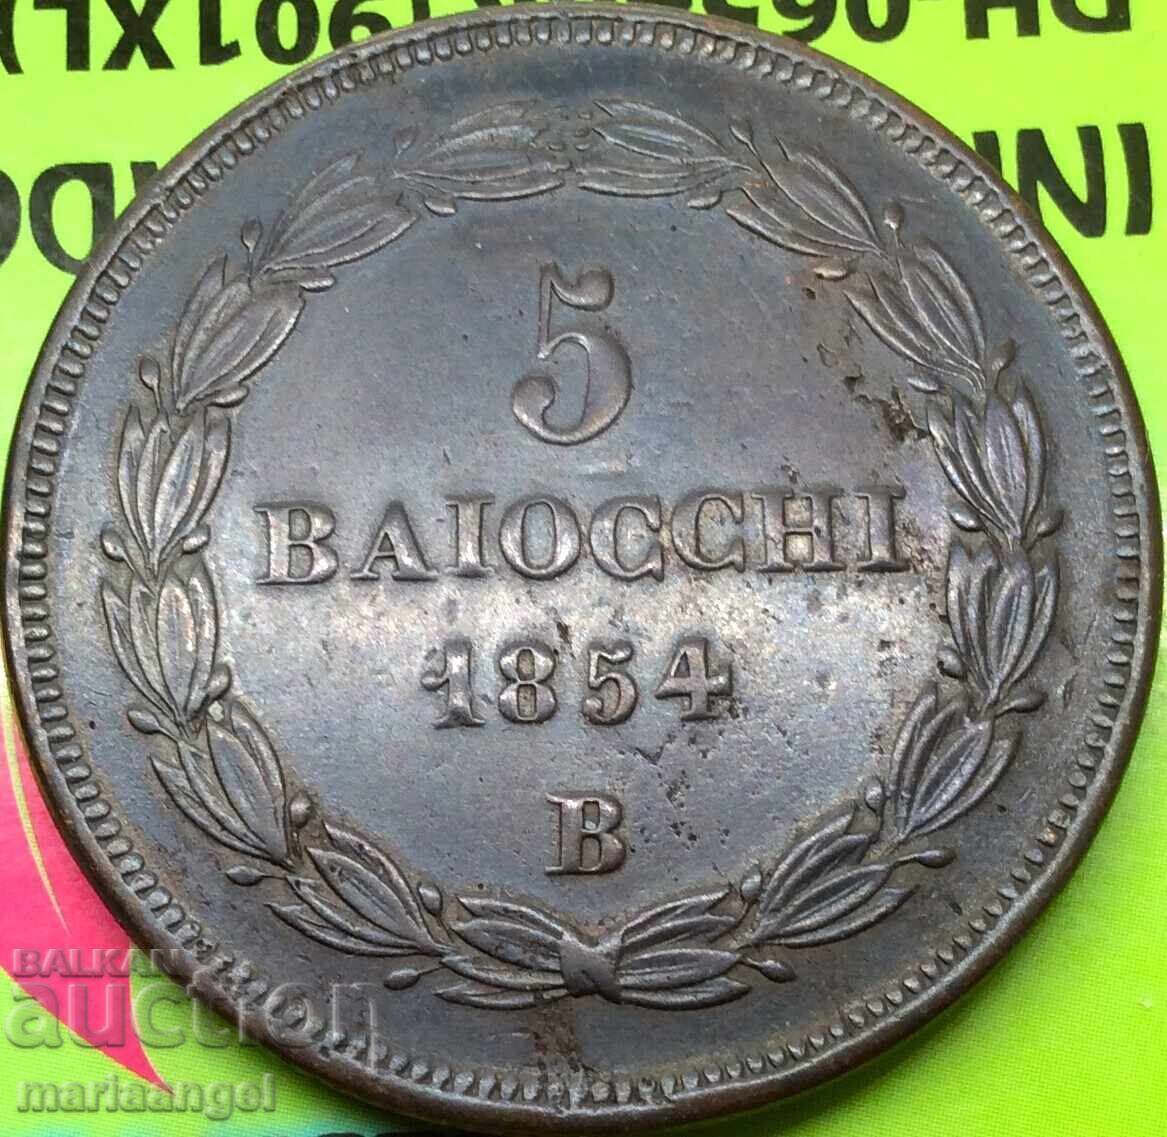 5
BAIOCCHI
1854
B
BALKAN
auction
mariaangel